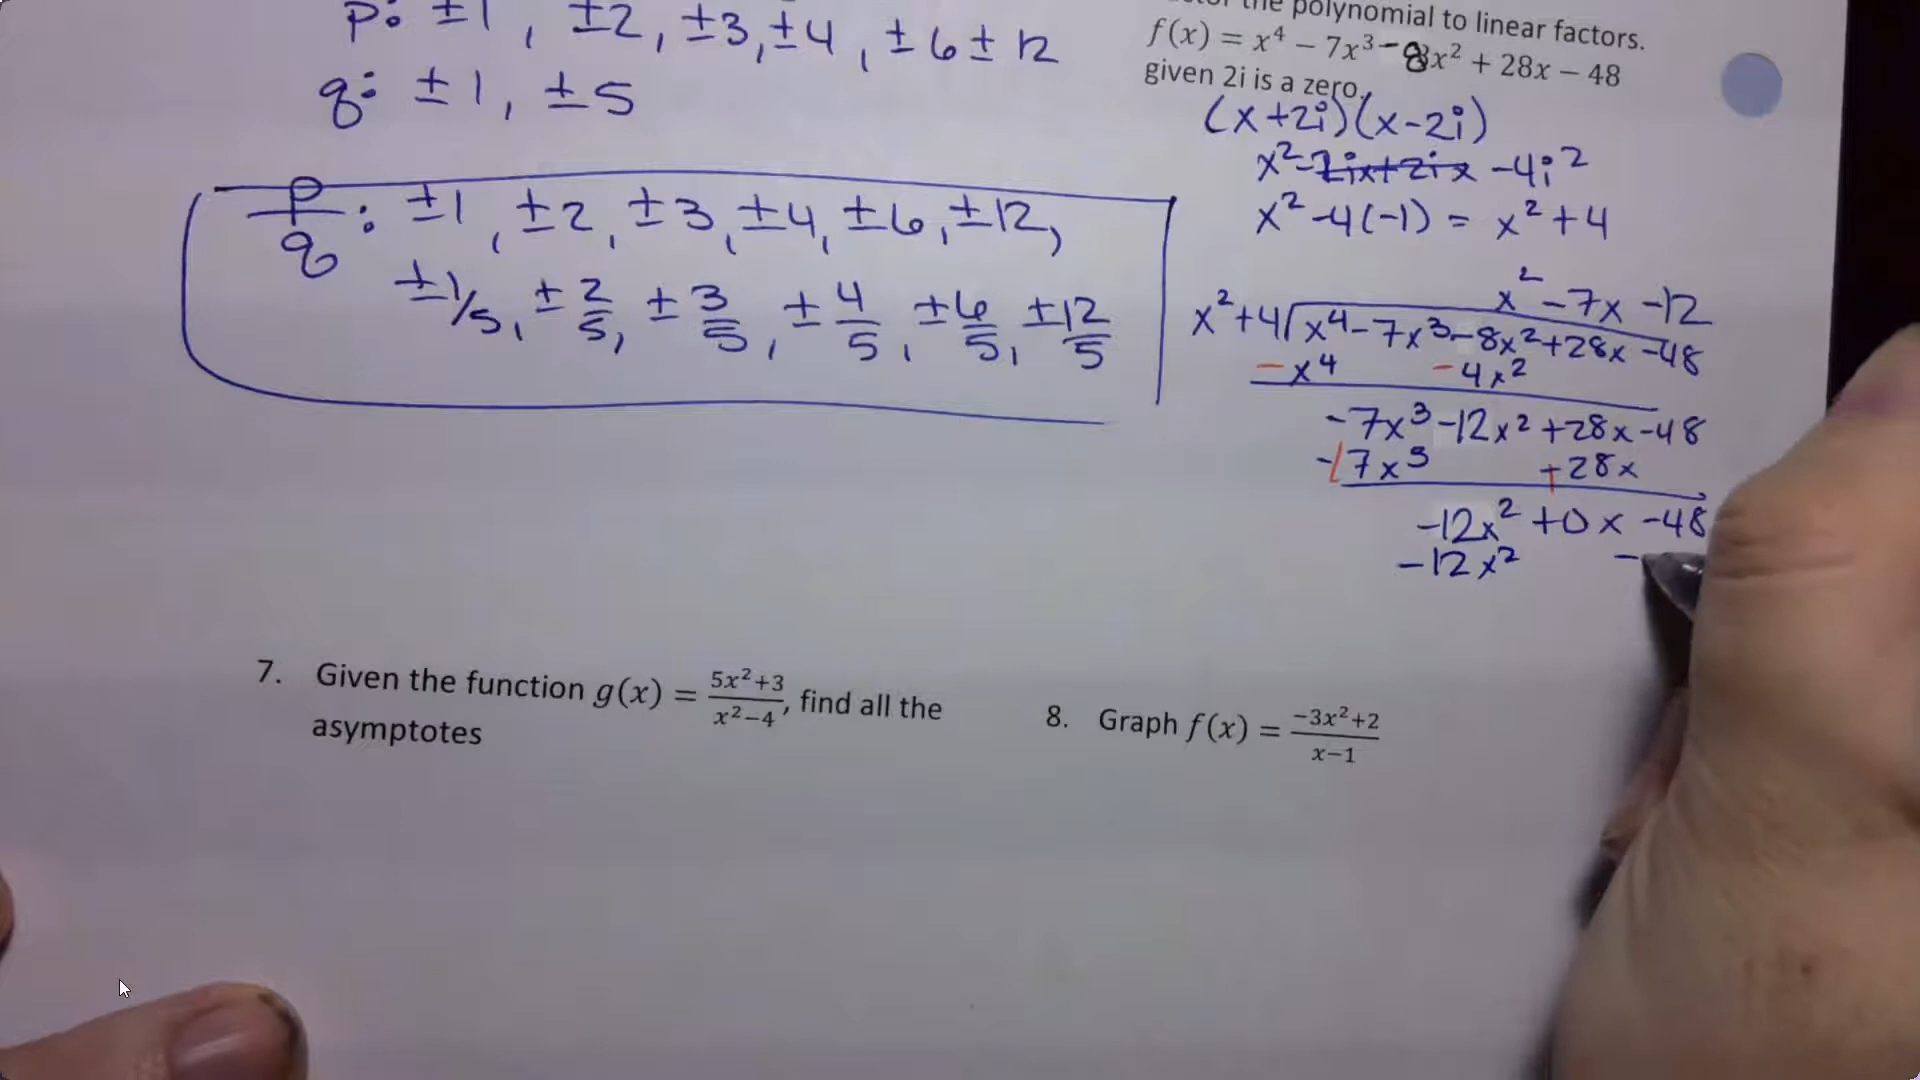 p: ±1, ±2, ±3, ±4, ±6 ±12
q: ±1, ±5
p/q: ±1, ±2, ±3, ±4, ±6, ±12,
±1/5, ±2/5, ±3/5, ±4/5, ±6/5, ±12/5
the polynomial to linear factors.
f(x) = x⁴ − 7x³ − 8x² + 28x − 48
given 2i is a zero.
(x+2i)(x-2i)
x²-2ix+2ix -4i²
x² -4(-1) = x² +4
x² -7x -12
x²+4 x⁴-7x³-8x²+28x-48
-x⁴ -4x²
-7x³-12x²+28x-48
-7x³ +28x
-12x² +0x -48
-12x² -
7. Given the function g(x) = (5x²+3)/(x²−4), find all the
asymptotes
8. Graph f(x) = (−3x²+2)/(x−1)